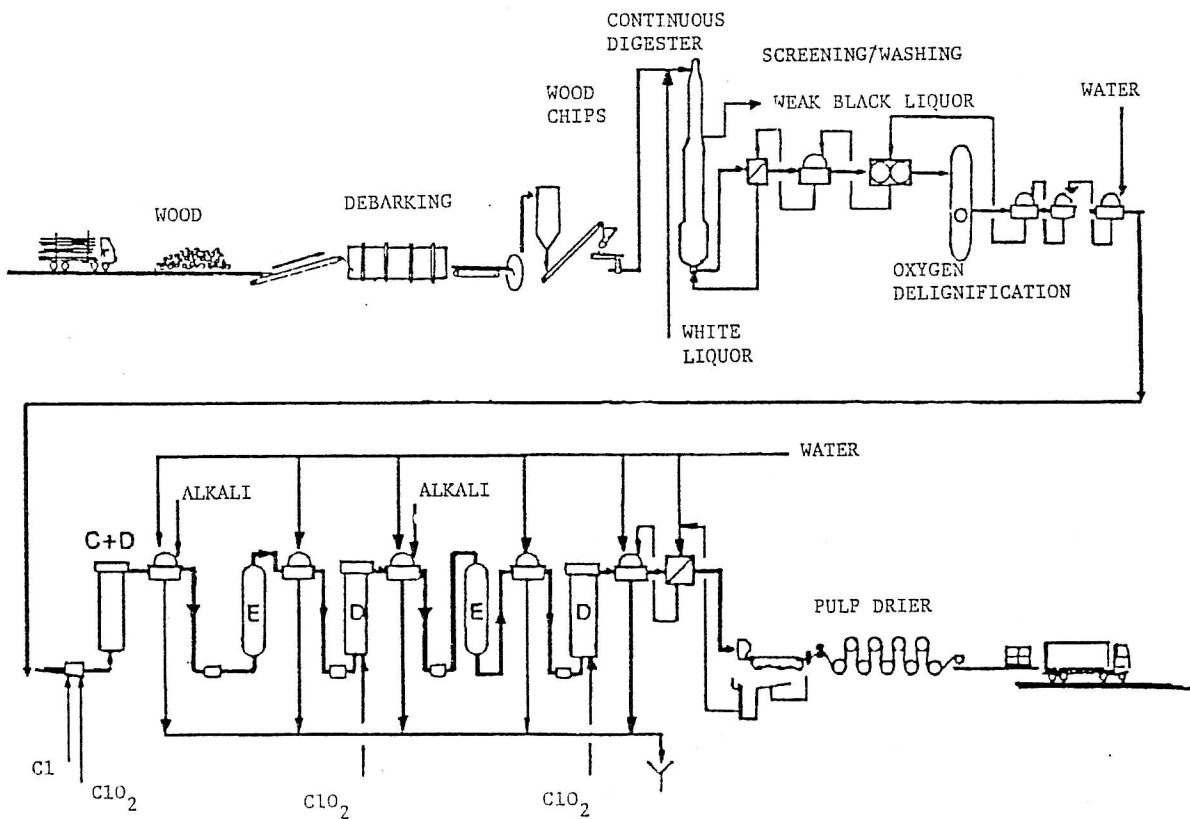 CONTINUOUS
DIGESTER
SCREENING/WASHING
WOOD
CHIPS
WEAK BLACK LIQUOR
WATER
WOOD
DEBARKING
OXYGEN
DELIGNIFICATION
WHITE
LIQUOR
WATER
ALKALI
ALKALI
C+D
E
D
E
D
PULP DRIER
Cl
ClO2
ClO2
ClO2